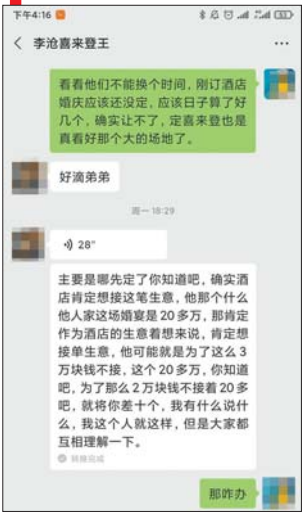 下午4:16
李沧喜来登王
看看他们不能换个时间，刚订酒店
婚庆应该还没定，应该日子算了好
几个，确实让不了，定喜来登也是
真看好那个大的场地了。
好滴弟弟
周一 18:29
28"
主要是哪先定了你知道吧，确实酒
店肯定想接这笔生意，他那个什么
他人家这场婚宴是 20 多万，那肯定
作为酒店的生意着想来说，肯定想
接单生意，他可能就是为了这么 3
万块钱不接，这个 20 多万，你知道
吧，为了那么 2 万块钱不接着 20 多
吧，就将你差十个，我有什么说什
么，我这个人就这样，但是大家都
互相理解一下。
转换完成
那咋办